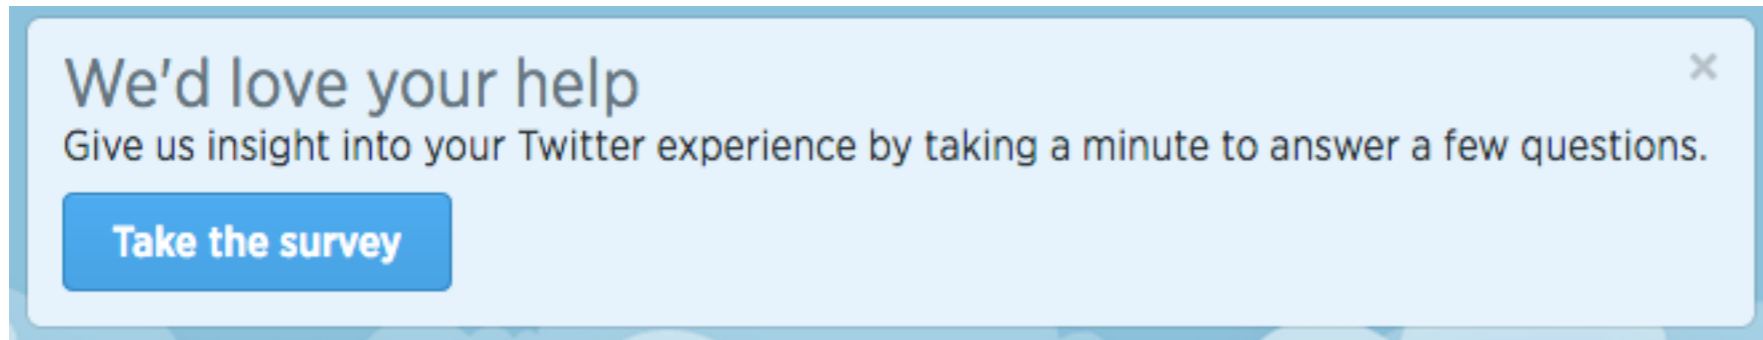 We'd love your help
Give us insight into your Twitter experience by taking a minute to answer a few questions.
Take the survey